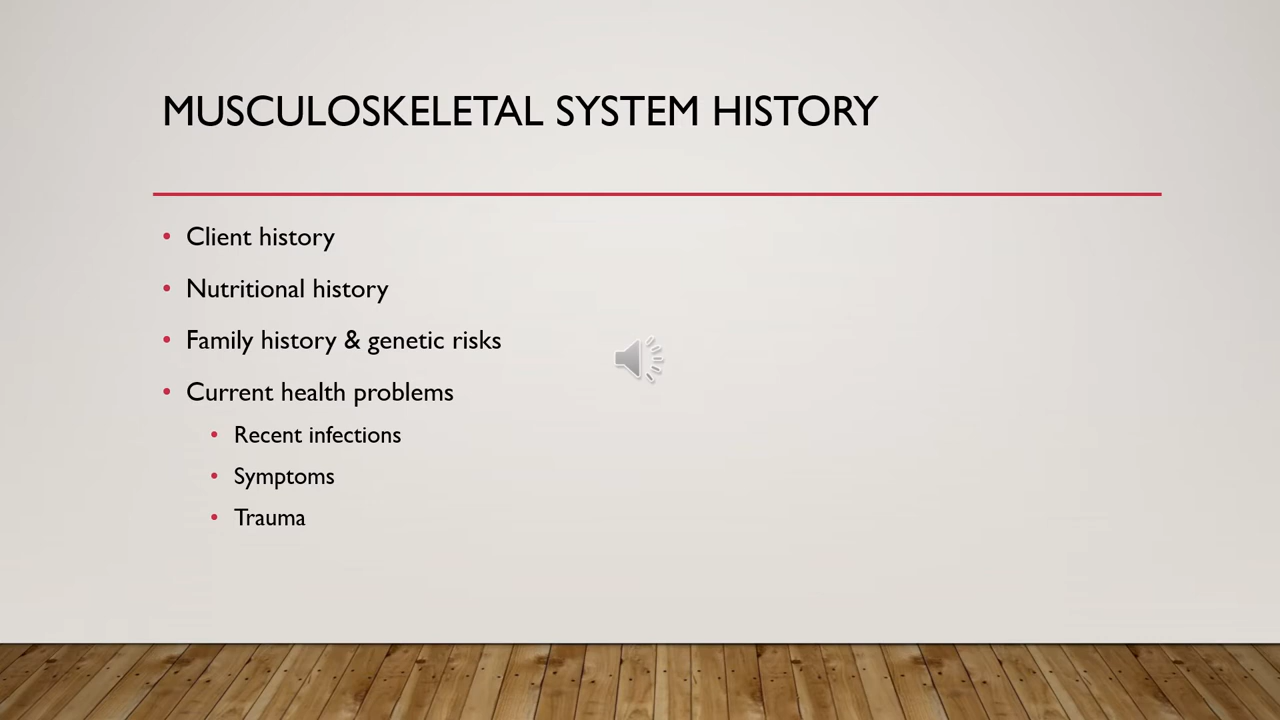 MUSCULOSKELETAL SYSTEM HISTORY
• Client history
• Nutritional history
• Family history & genetic risks
• Current health problems
• Recent infections
• Symptoms
• Trauma